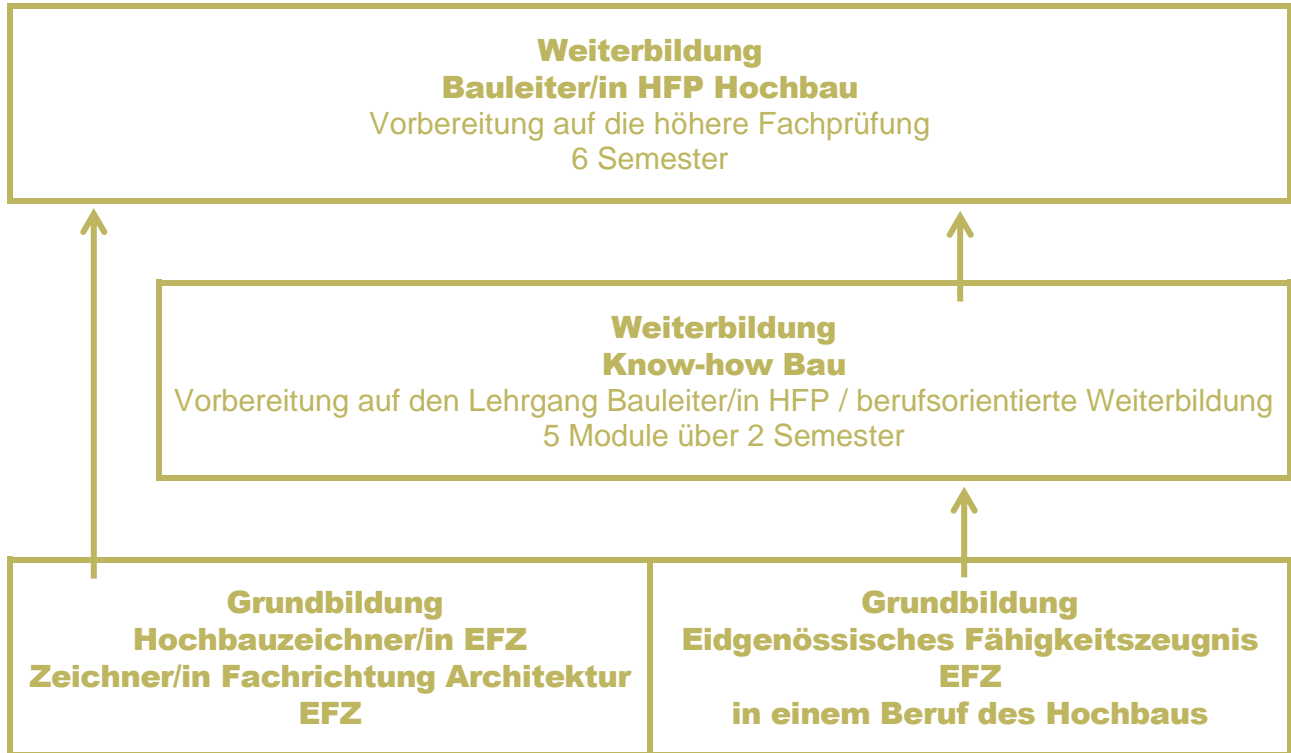 Weiterbildung
Bauleiter/in HFP Hochbau
Vorbereitung auf die höhere Fachprüfung
6 Semester
Weiterbildung
Know-how Bau
Vorbereitung auf den Lehrgang Bauleiter/in HFP / berufsorientierte Weiterbildung
5 Module über 2 Semester
Grundbildung
Hochbauzeichner/in EFZ
Zeichner/in Fachrichtung Architektur
EFZ
Grundbildung
Eidgenössisches Fähigkeitszeugnis
EFZ
in einem Beruf des Hochbaus